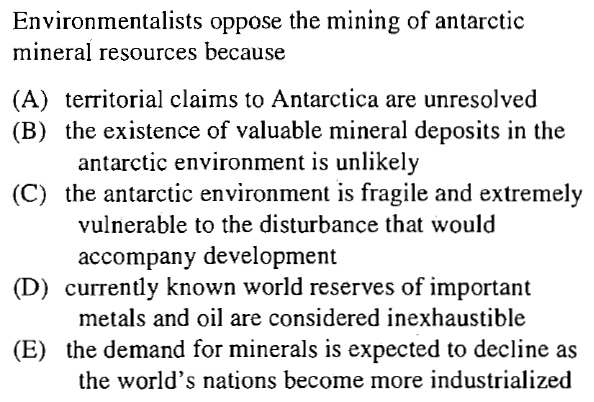 Environmentalists oppose the mining of antarctic
mineral resources because
(A) territorial claims to Antarctica are unresolved
(B) the existence of valuable mineral deposits in the
antarctic environment is unlikely
(C) the antarctic environment is fragile and extremely
vulnerable to the disturbance that would
accompany development
(D) currently known world reserves of important
metals and oil are considered inexhaustible
(E) the demand for minerals is expected to decline as
the world's nations become more industrialized